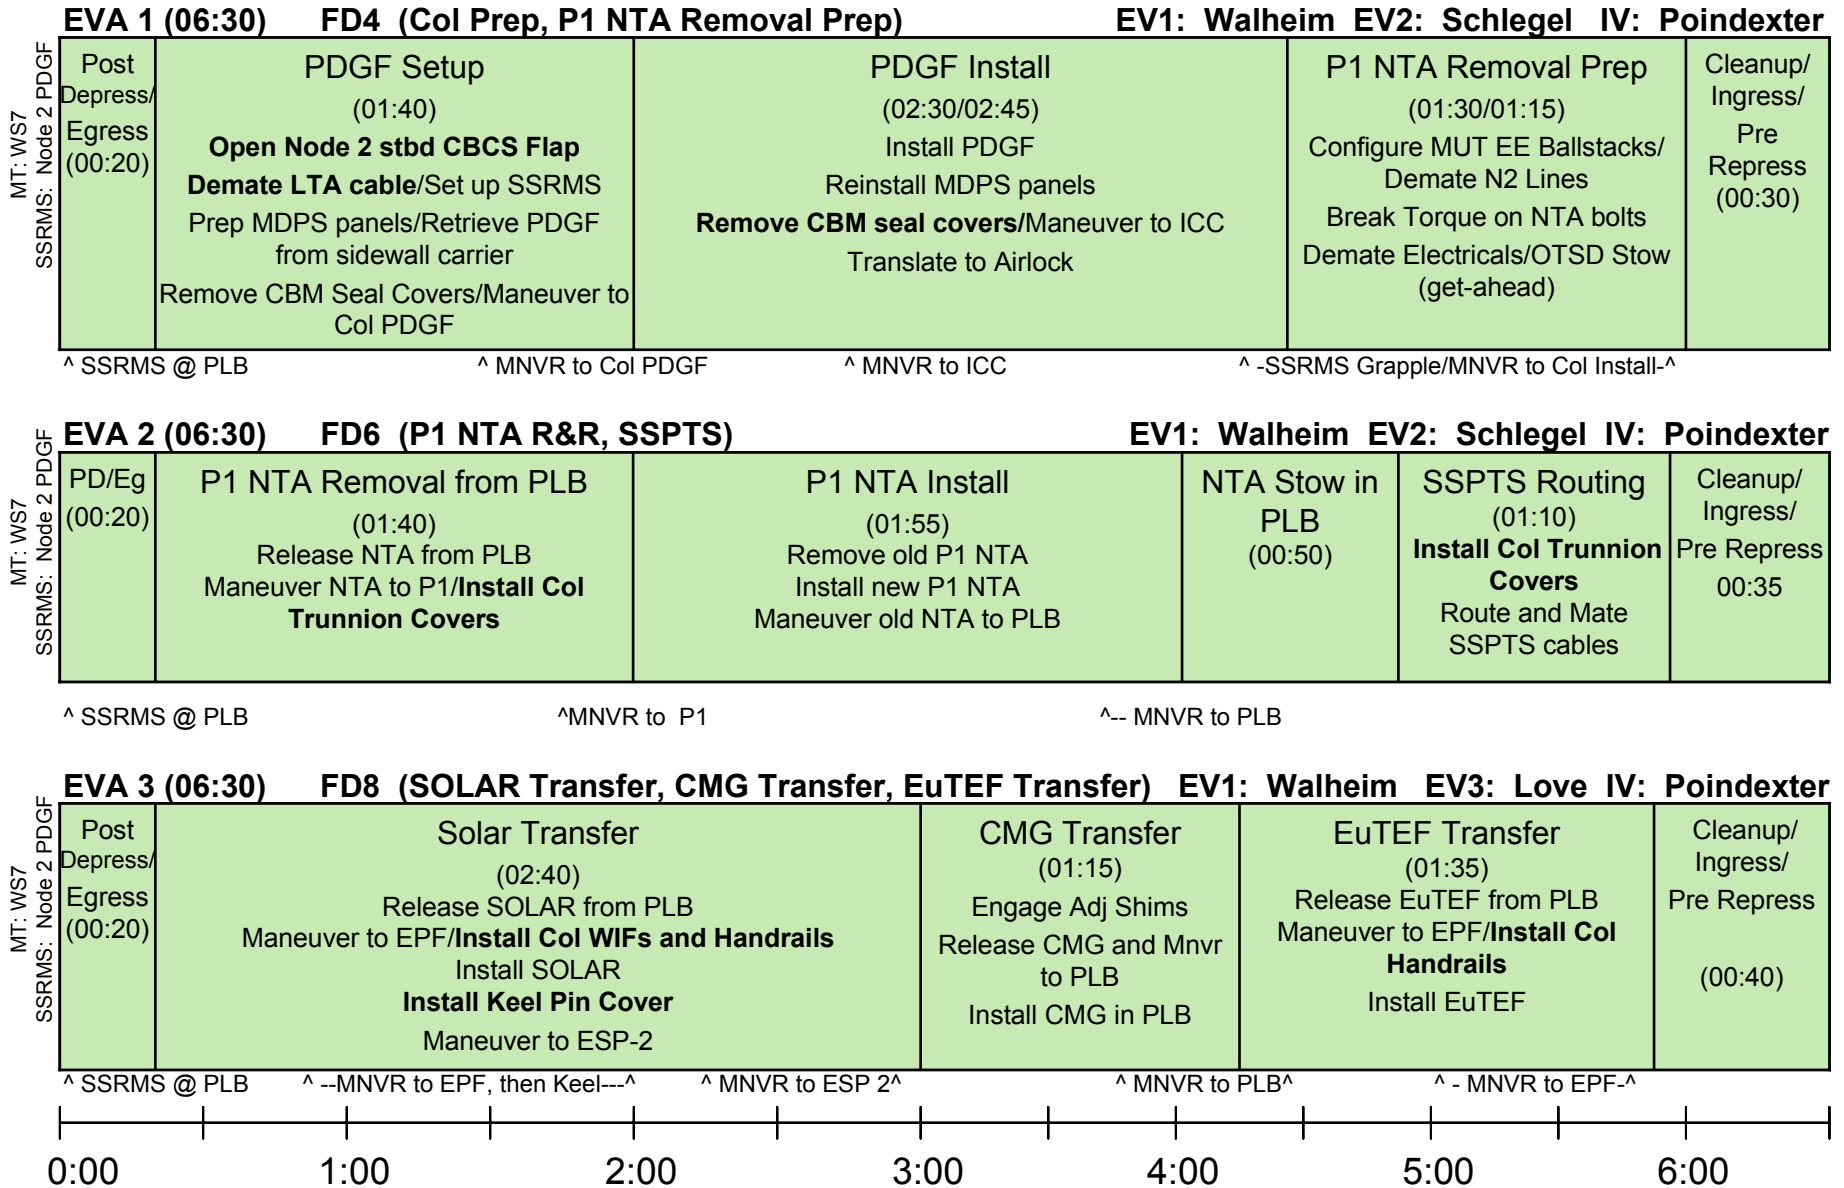 EVA 1 (06:30) FD4 (Col Prep, P1 NTA Removal Prep) EV1: Walheim EV2: Schlegel IV: Poindexter
MT: WS7
SSRMS: Node 2 PDGF
Post
Depress/
Egress
(00:20)
PDGF Setup
(01:40)
Open Node 2 stbd CBCS Flap
Demate LTA cable/Set up SSRMS
Prep MDPS panels/Retrieve PDGF
from sidewall carrier
Remove CBM Seal Covers/Maneuver to
Col PDGF
PDGF Install
(02:30/02:45)
Install PDGF
Reinstall MDPS panels
Remove CBM seal covers/Maneuver to ICC
Translate to Airlock
P1 NTA Removal Prep
(01:30/01:15)
Configure MUT EE Ballstacks/
Demate N2 Lines
Break Torque on NTA bolts
Demate Electricals/OTSD Stow
(get-ahead)
Cleanup/
Ingress/
Pre
Repress
(00:30)
^ SSRMS @ PLB ^ MNVR to Col PDGF ^ MNVR to ICC ^ -SSRMS Grapple/MNVR to Col Install-^
EVA 2 (06:30) FD6 (P1 NTA R&R, SSPTS) EV1: Walheim EV2: Schlegel IV: Poindexter
MT: WS7
SSRMS: Node 2 PDGF
PD/Eg
(00:20)
P1 NTA Removal from PLB
(01:40)
Release NTA from PLB
Maneuver NTA to P1/Install Col
Trunnion Covers
P1 NTA Install
(01:55)
Remove old P1 NTA
Install new P1 NTA
Maneuver old NTA to PLB
NTA Stow in
PLB
(00:50)
SSPTS Routing
(01:10)
Install Col Trunnion
Covers
Route and Mate
SSPTS cables
Cleanup/
Ingress/
Pre Repress
00:35
^ SSRMS @ PLB ^MNVR to P1 ^-- MNVR to PLB
EVA 3 (06:30) FD8 (SOLAR Transfer, CMG Transfer, EuTEF Transfer) EV1: Walheim EV3: Love IV: Poindexter
MT: WS7
SSRMS: Node 2 PDGF
Post
Depress/
Egress
(00:20)
Solar Transfer
(02:40)
Release SOLAR from PLB
Maneuver to EPF/Install Col WIFs and Handrails
Install SOLAR
Install Keel Pin Cover
Maneuver to ESP-2
CMG Transfer
(01:15)
Engage Adj Shims
Release CMG and Mnvr
to PLB
Install CMG in PLB
EuTEF Transfer
(01:35)
Release EuTEF from PLB
Maneuver to EPF/Install Col
Handrails
Install EuTEF
Cleanup/
Ingress/
Pre Repress
(00:40)
^ SSRMS @ PLB ^ --MNVR to EPF, then Keel---^ ^ MNVR to ESP 2^ ^ MNVR to PLB^ ^ - MNVR to EPF-^
0:00 1:00 2:00 3:00 4:00 5:00 6:00